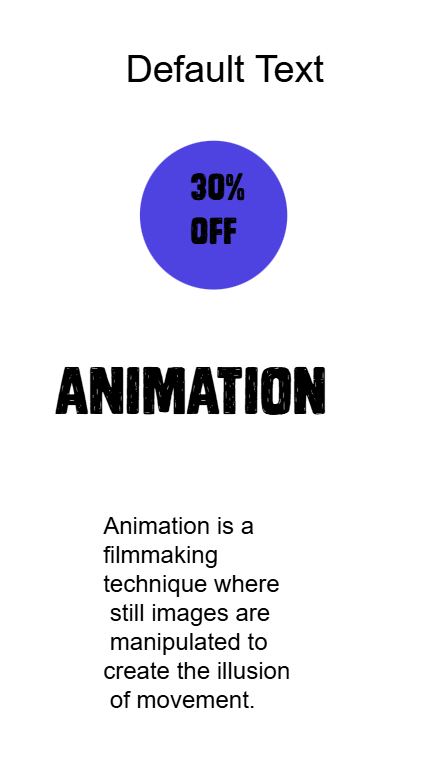 Default Text
30%
OFF
ANIMATION
Animation is a
filmmaking
technique where
still images are
manipulated to
create the illusion
of movement.